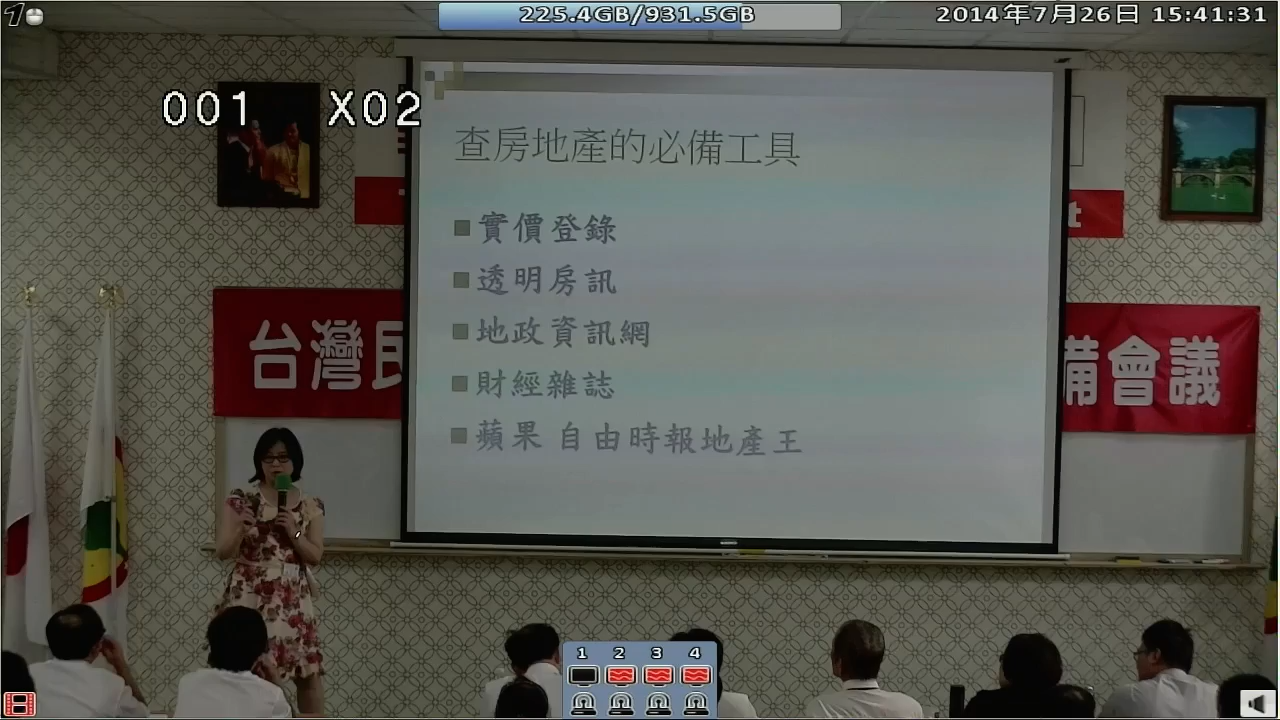 225.4GB/931.5GB
2014年7月26日 15:41:31
001 X02
查房地產的必備工具
實價登錄
透明房訊
地政資訊網
財經雜誌
蘋果 自由時報地產王
t
台灣民
備會議
1 2 3 4